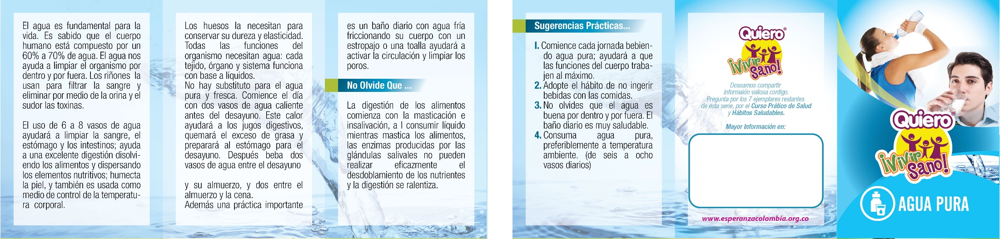 El agua es fundamental para la
vida. Es sabido que el cuerpo
humano está compuesto por un
60% a 70% de agua. El agua nos
ayuda a limpiar el organismo por
dentro y por fuera. Los riñones la
usan para filtrar la sangre y
eliminar por medio de la orina y el
sudor las toxinas.
El uso de 6 a 8 vasos de agua
ayudará a limpiar la sangre, el
estómago y los intestinos; ayuda
a una excelente digestión disolvi-
endo los alimentos y dispersando
los elementos nutritivos; humecta
la piel, y también es usada como
medio de control de la temperatu-
ra corporal.
Los huesos la necesitan para
conservar su dureza y elasticidad.
Todas las funciones del
organismo necesitan agua: cada
tejido, órgano y sistema funciona
con base a líquidos.
No hay substituto para el agua
pura y fresca. Comience el día
con dos vasos de agua caliente
antes del desayuno. Este calor
ayudará a los jugos digestivos,
quemará el exceso de grasa y
preparará al estómago para el
desayuno. Después beba dos
vasos de agua entre el desayuno
y su almuerzo, y dos entre el
almuerzo y la cena.
Además una práctica importante
es un baño diario con agua fría
friccionando su cuerpo con un
estropajo o una toalla ayudará a
activar la circulación y limpiar los
poros.
No Olvide Que ...
La digestión de los alimentos
comienza con la masticación e
insalivación, a l consumir líquido
mientras mastica los alimentos,
las enzimas producidas por las
glándulas salivales no pueden
realizar eficazmente el
desdoblamiento de los nutrientes
y la digestión se ralentiza.
Sugerencias Prácticas...
I. Comience cada jornada bebien-
do agua pura; ayudará a que
las funciones del cuerpo traba-
jen al máximo.
2. Adopte el hábito de no ingerir
bebidas con las comidas.
3. No olvides que el agua es
buena por dentro y por fuera. El
baño diario es muy saludable.
4. Consuma agua pura,
preferiblemente a temperatura
ambiente. (de seis a ocho
vasos diarios)
Quiero®
¡Vivir
Sano!
Deseamos compartir
informaión valiosa contigo.
Pregunta por los 7 ejemplares restantes
de esta serie, por el Curso Prático de Salud
y Hábitos Saludables.
Mayor Información en:
www.esperanzacolombia.org.co
Quiero®
¡Vivir
Sano!
AGUA PURA